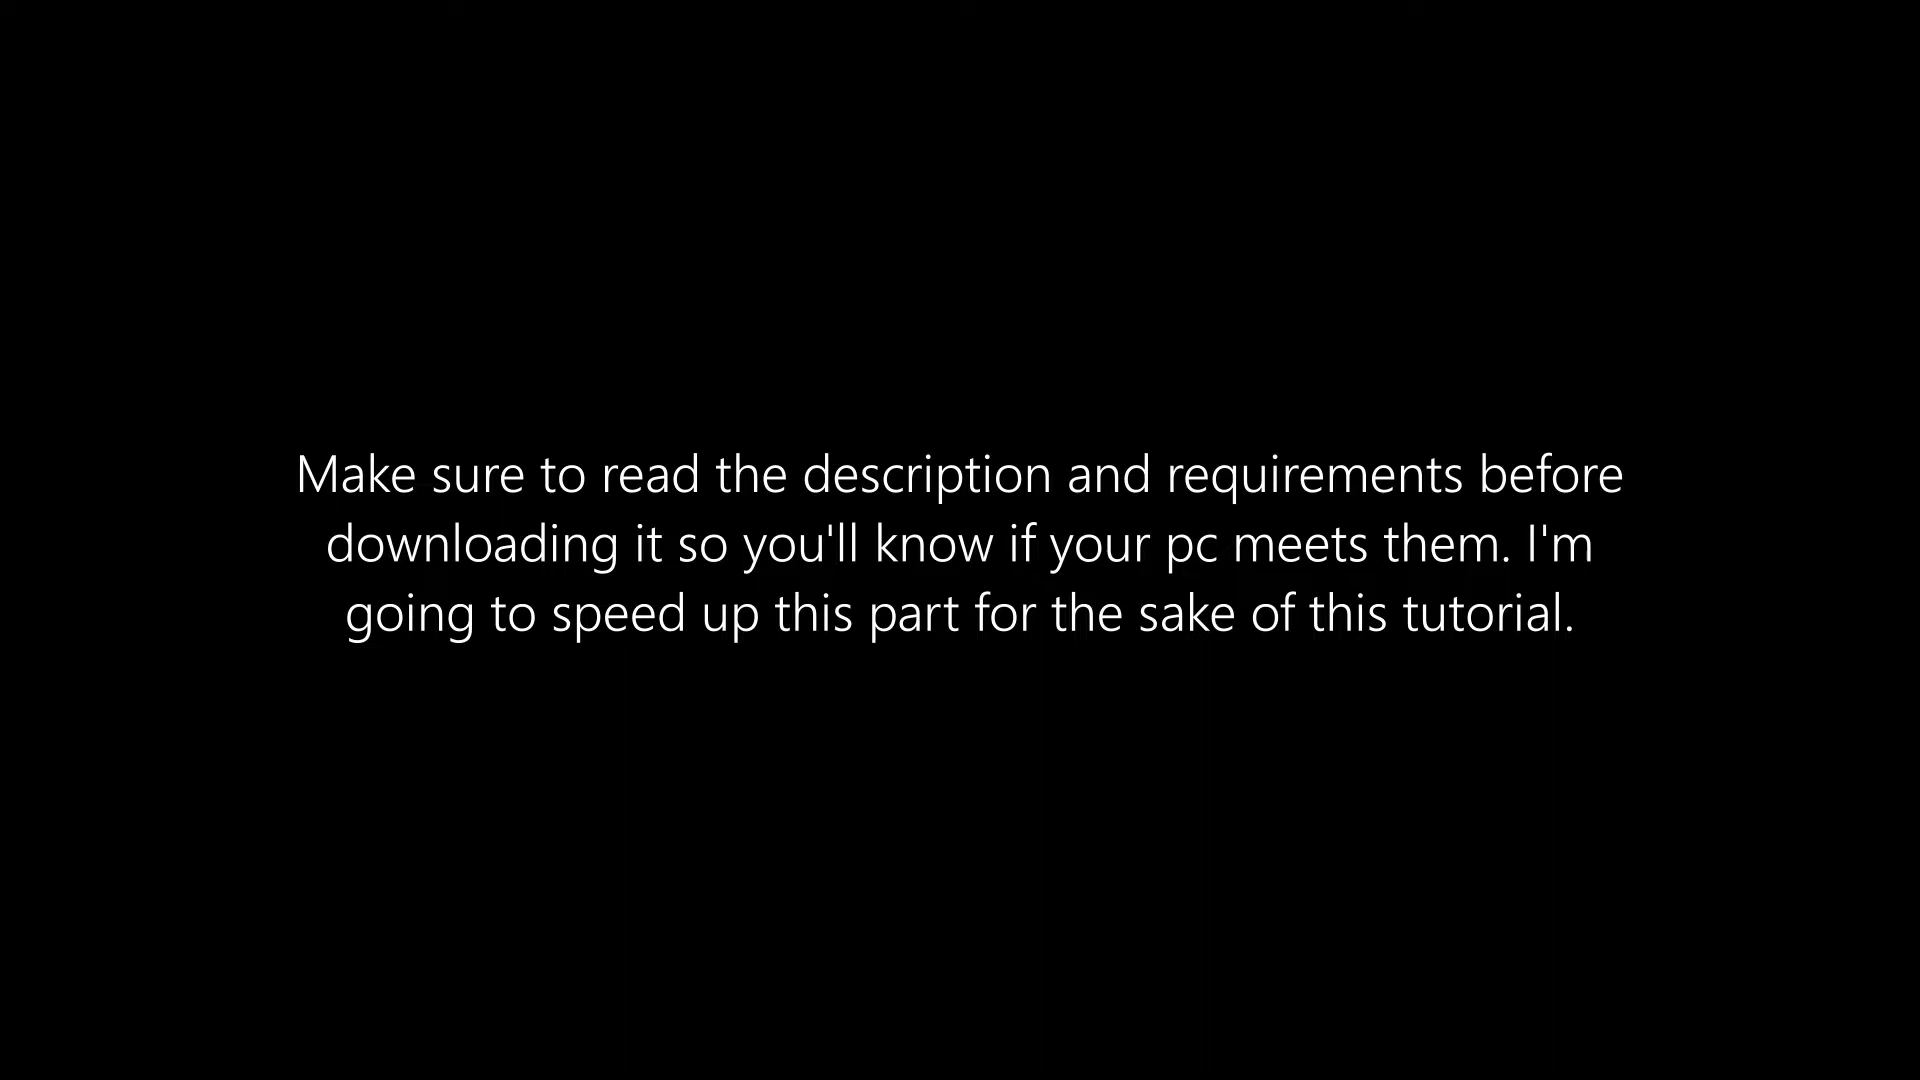 Make sure to read the description and requirements before
downloading it so you'll know if your pc meets them. I'm
going to speed up this part for the sake of this tutorial.